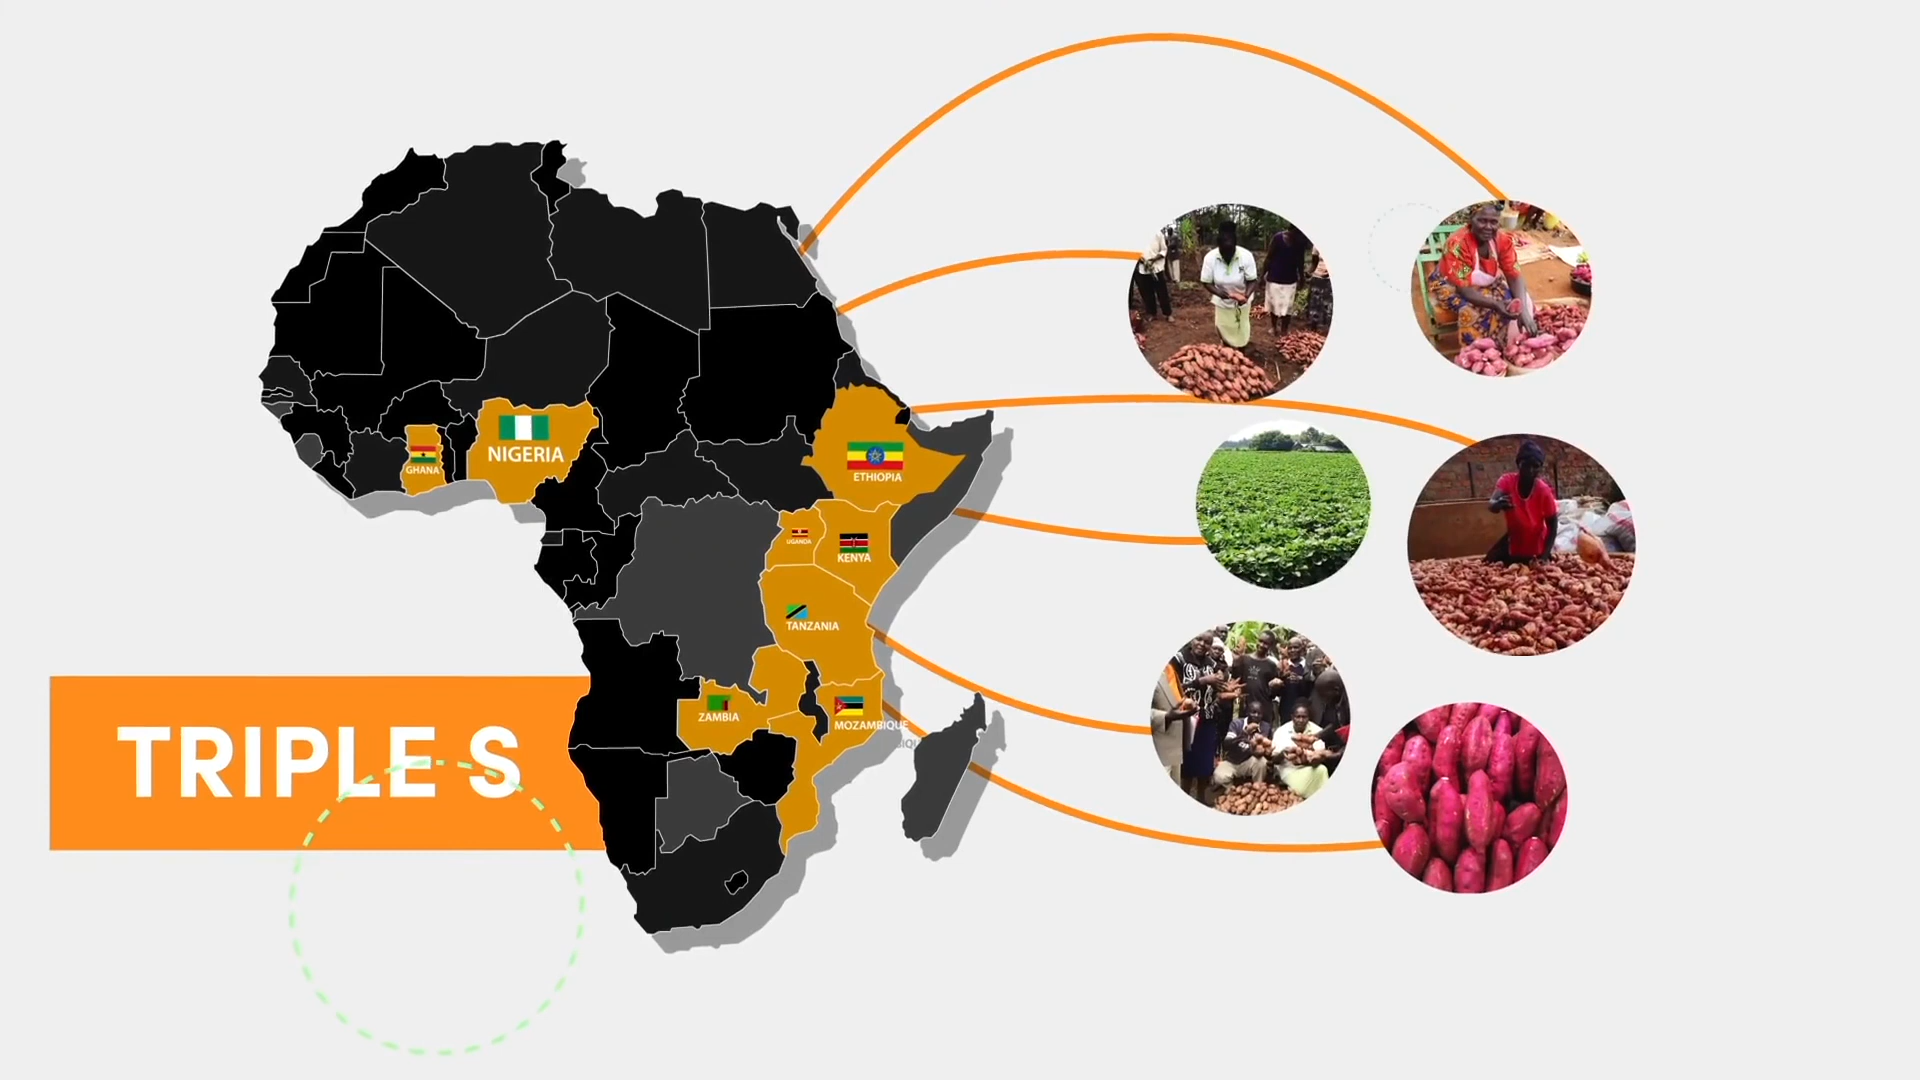 NIGERIA
GHANA
ETHIOPIA
UGANDA
KENYA
TANZANIA
ZAMBIA
MOZAMBIQUE
TRIPLE S